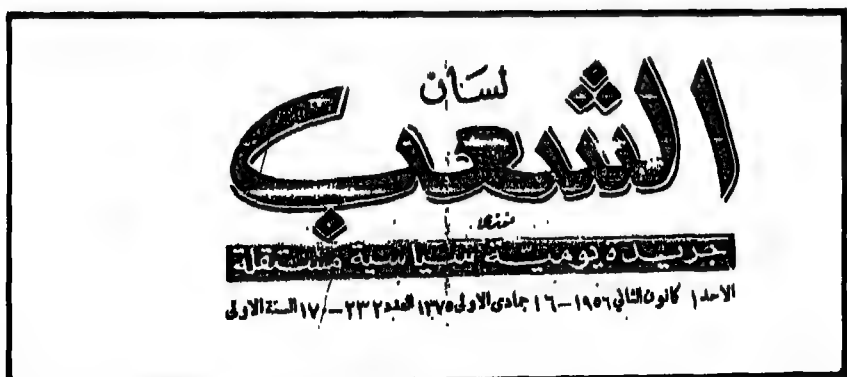 لسان
الشعب
جريدة يومية سياسية مستقلة
الاحد ١ كانون الثاني ١٩٥٦ – ١٦ جمادى الاولى ١٣٧٥ العدد ٢٣٢ – ١٧٠ السنة الاولى